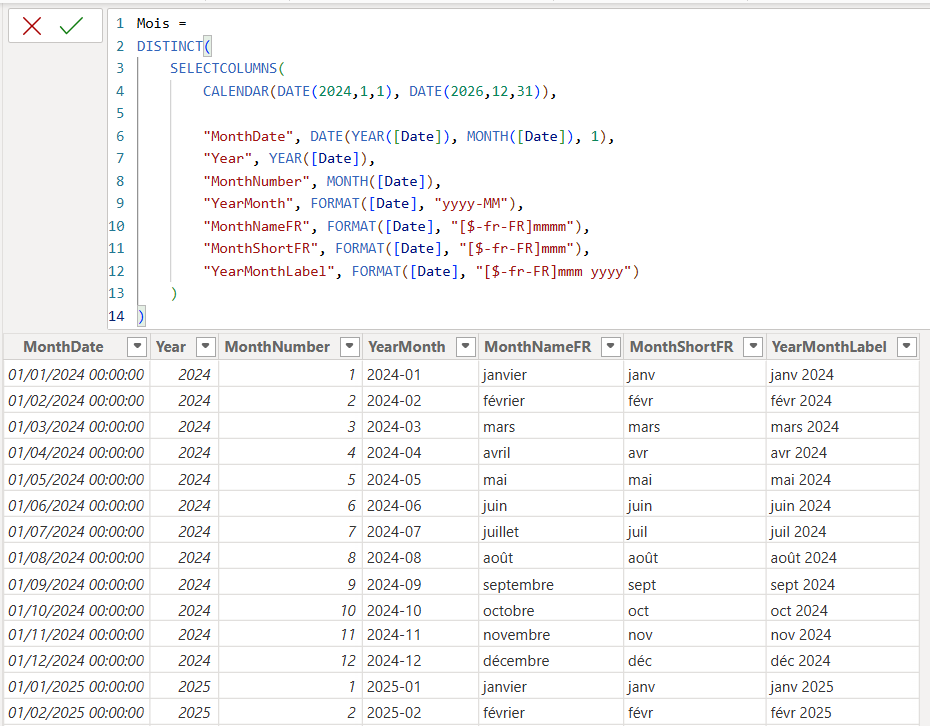 1 Mois =
2 DISTINCT(
3 SELECTCOLUMNS(
4 CALENDAR(DATE(2024,1,1), DATE(2026,12,31)),
5
6 "MonthDate", DATE(YEAR([Date]), MONTH([Date]), 1),
7 "Year", YEAR([Date]),
8 "MonthNumber", MONTH([Date]),
9 "YearMonth", FORMAT([Date], "yyyy-MM"),
10 "MonthNameFR", FORMAT([Date], "[$-fr-FR]mmmm"),
11 "MonthShortFR", FORMAT([Date], "[$-fr-FR]mmm"),
12 "YearMonthLabel", FORMAT([Date], "[$-fr-FR]mmm yyyy")
13 )
14 )
MonthDate Year MonthNumber YearMonth MonthNameFR MonthShortFR YearMonthLabel
01/01/2024 00:00:00 2024 1 2024-01 janvier janv janv 2024
01/02/2024 00:00:00 2024 2 2024-02 février févr févr 2024
01/03/2024 00:00:00 2024 3 2024-03 mars mars mars 2024
01/04/2024 00:00:00 2024 4 2024-04 avril avr avr 2024
01/05/2024 00:00:00 2024 5 2024-05 mai mai mai 2024
01/06/2024 00:00:00 2024 6 2024-06 juin juin juin 2024
01/07/2024 00:00:00 2024 7 2024-07 juillet juil juil 2024
01/08/2024 00:00:00 2024 8 2024-08 août août août 2024
01/09/2024 00:00:00 2024 9 2024-09 septembre sept sept 2024
01/10/2024 00:00:00 2024 10 2024-10 octobre oct oct 2024
01/11/2024 00:00:00 2024 11 2024-11 novembre nov nov 2024
01/12/2024 00:00:00 2024 12 2024-12 décembre déc déc 2024
01/01/2025 00:00:00 2025 1 2025-01 janvier janv janv 2025
01/02/2025 00:00:00 2025 2 2025-02 février févr févr 2025